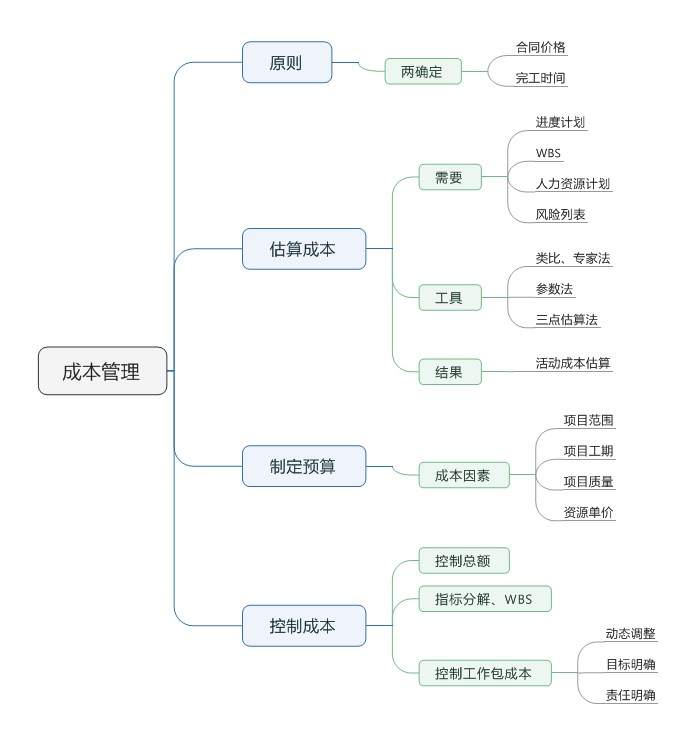 成本管理
原则
两确定
合同价格
完工时间
估算成本
需要
进度计划
WBS
人力资源计划
风险列表
工具
类比、专家法
参数法
三点估算法
结果
活动成本估算
制定预算
成本因素
项目范围
项目工期
项目质量
资源单价
控制成本
控制总额
指标分解、WBS
控制工作包成本
动态调整
目标明确
责任明确